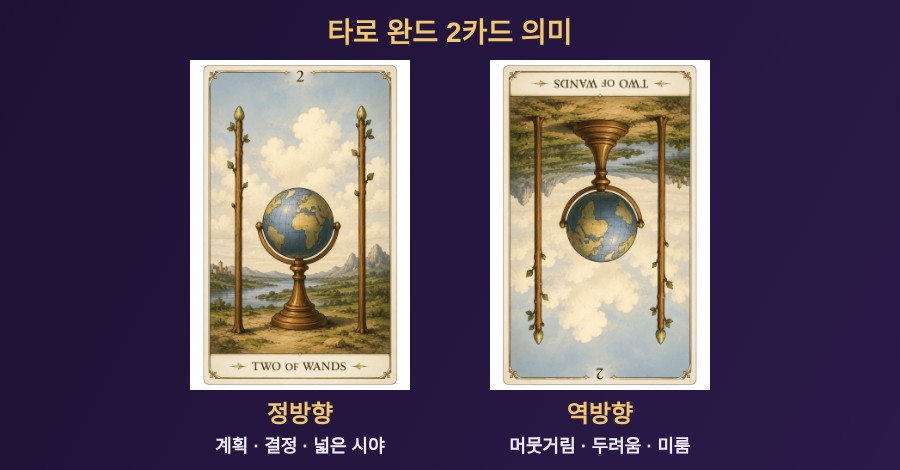 타로 완드 2카드 의미
2
TWO OF WANDS
TWO OF WANDS
2
정방향
역방향
계획 · 결정 · 넓은 시야
머뭇거림 · 두려움 · 미룸